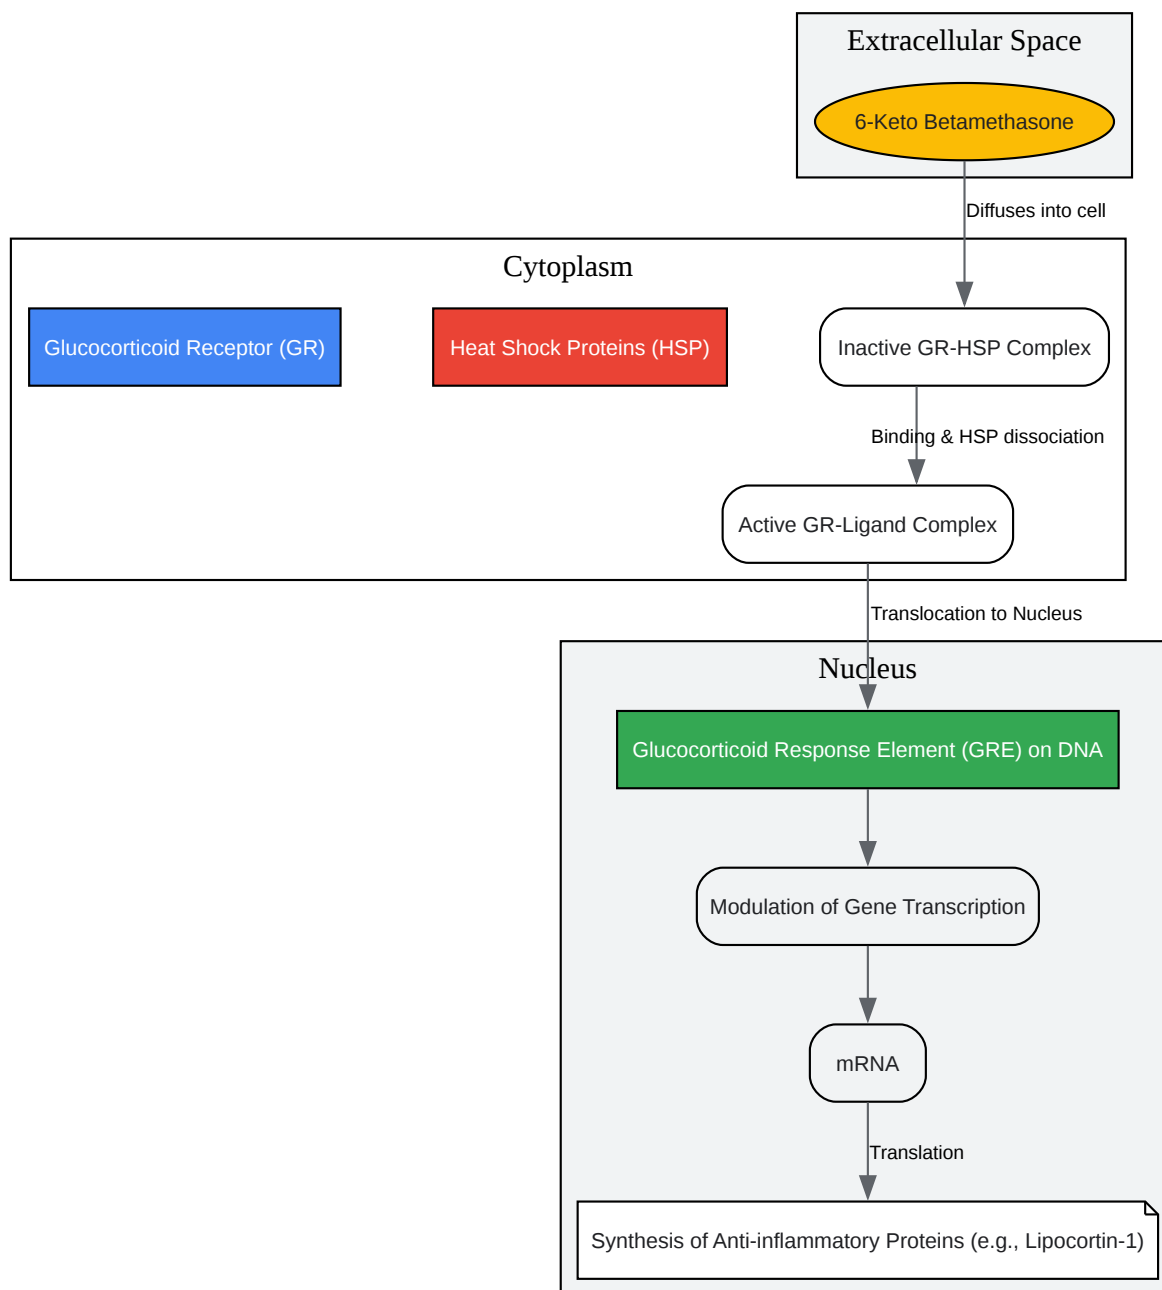 Extracellular Space
6-Keto Betamethasone
Diffuses into cell
Cytoplasm
Glucocorticoid Receptor (GR)
Heat Shock Proteins (HSP)
Inactive GR-HSP Complex
Binding & HSP dissociation
Active GR-Ligand Complex
Translocation to Nucleus
Nucleus
Glucocorticoid Response Element (GRE) on DNA
Modulation of Gene Transcription
mRNA
Translation
Synthesis of Anti-inflammatory Proteins (e.g., Lipocortin-1)